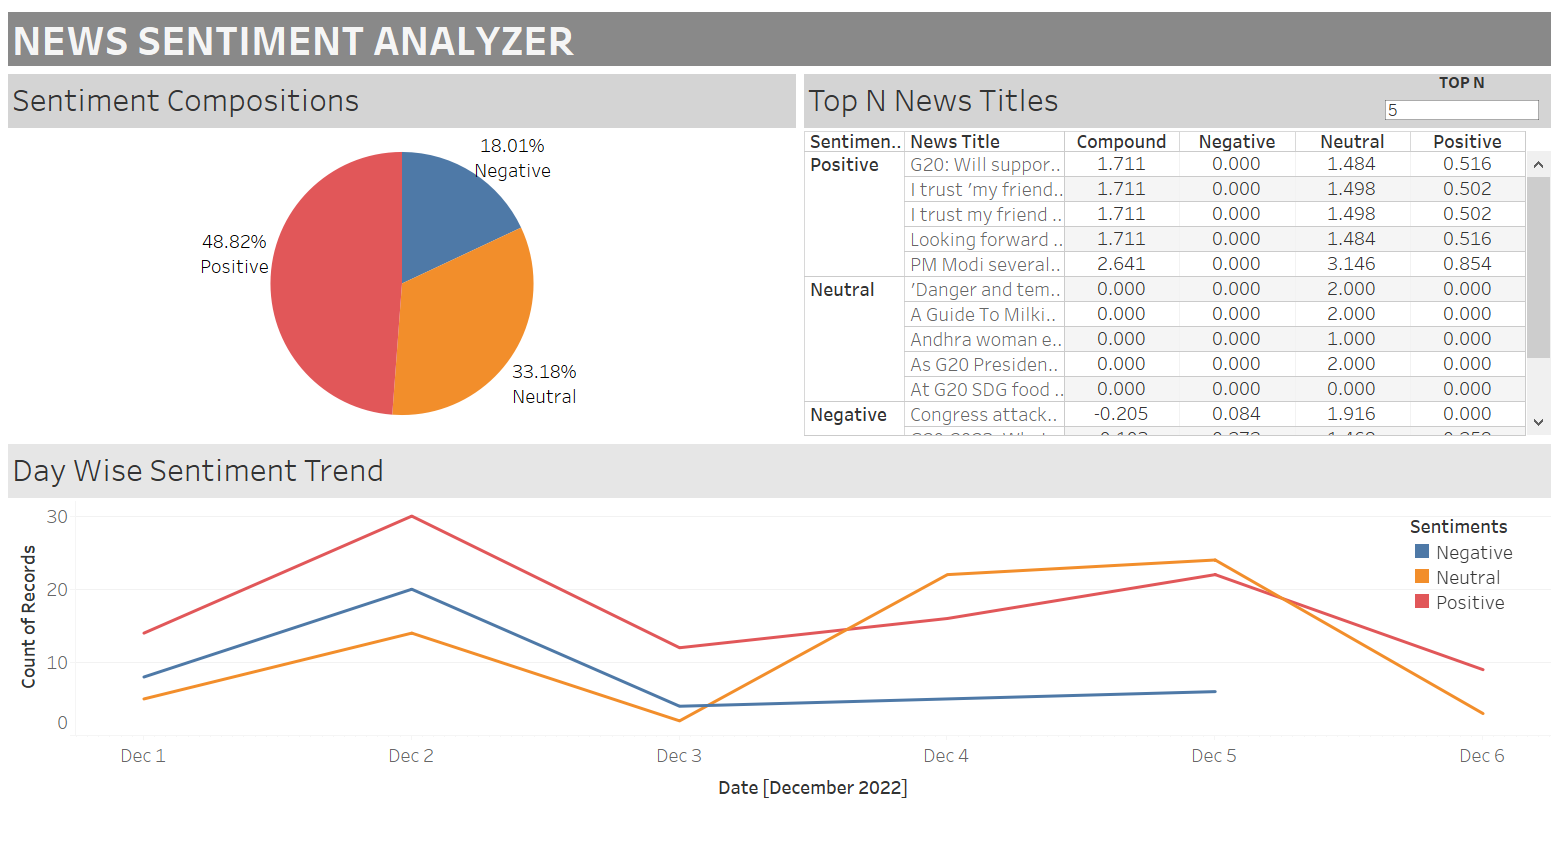 NEWS SENTIMENT ANALYZER
Sentiment Compositions
18.01%
Negative
48.82%
Positive
33.18%
Neutral
Top N News Titles
TOP N
5
Sentimen.. News Title Compound Negative Neutral Positive
Positive G20: Will suppor.. 1.711 0.000 1.484 0.516
I trust ’my friend.. 1.711 0.000 1.498 0.502
I trust my friend .. 1.711 0.000 1.498 0.502
Looking forward .. 1.711 0.000 1.484 0.516
PM Modi several.. 2.641 0.000 3.146 0.854
Neutral ’Danger and tem.. 0.000 0.000 2.000 0.000
A Guide To Milki.. 0.000 0.000 2.000 0.000
Andhra woman e.. 0.000 0.000 1.000 0.000
As G20 Presiden.. 0.000 0.000 2.000 0.000
At G20 SDG food .. 0.000 0.000 0.000 0.000
Negative Congress attack.. -0.205 0.084 1.916 0.000
Day Wise Sentiment Trend
Count of Records
30
20
10
0
Sentiments
Negative
Neutral
Positive
Dec 1 Dec 2 Dec 3 Dec 4 Dec 5 Dec 6
Date [December 2022]